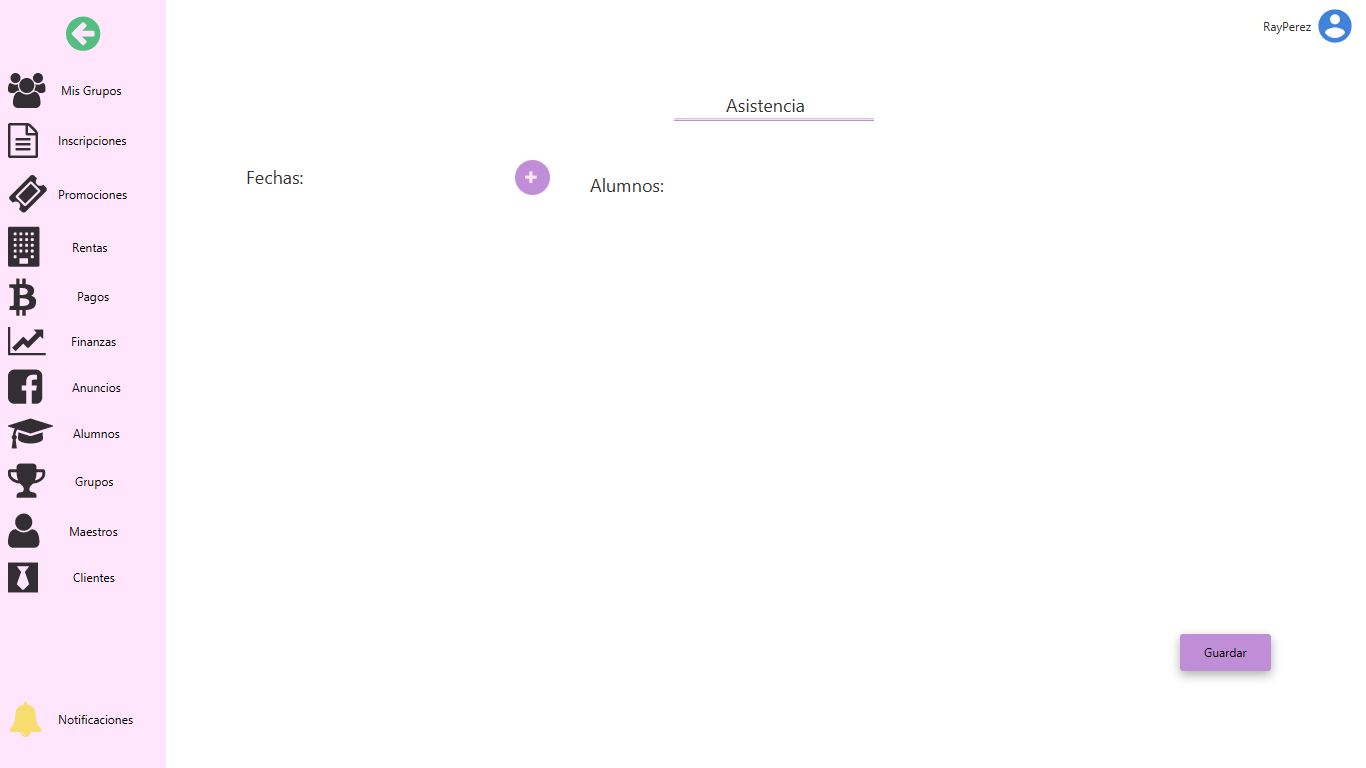 RayPerez
Mis Grupos
Inscripciones
Promociones
Rentas
Pagos
Finanzas
Anuncios
Alumnos
Grupos
Maestros
Clientes
Notificaciones
Asistencia
Fechas:
Alumnos:
Guardar